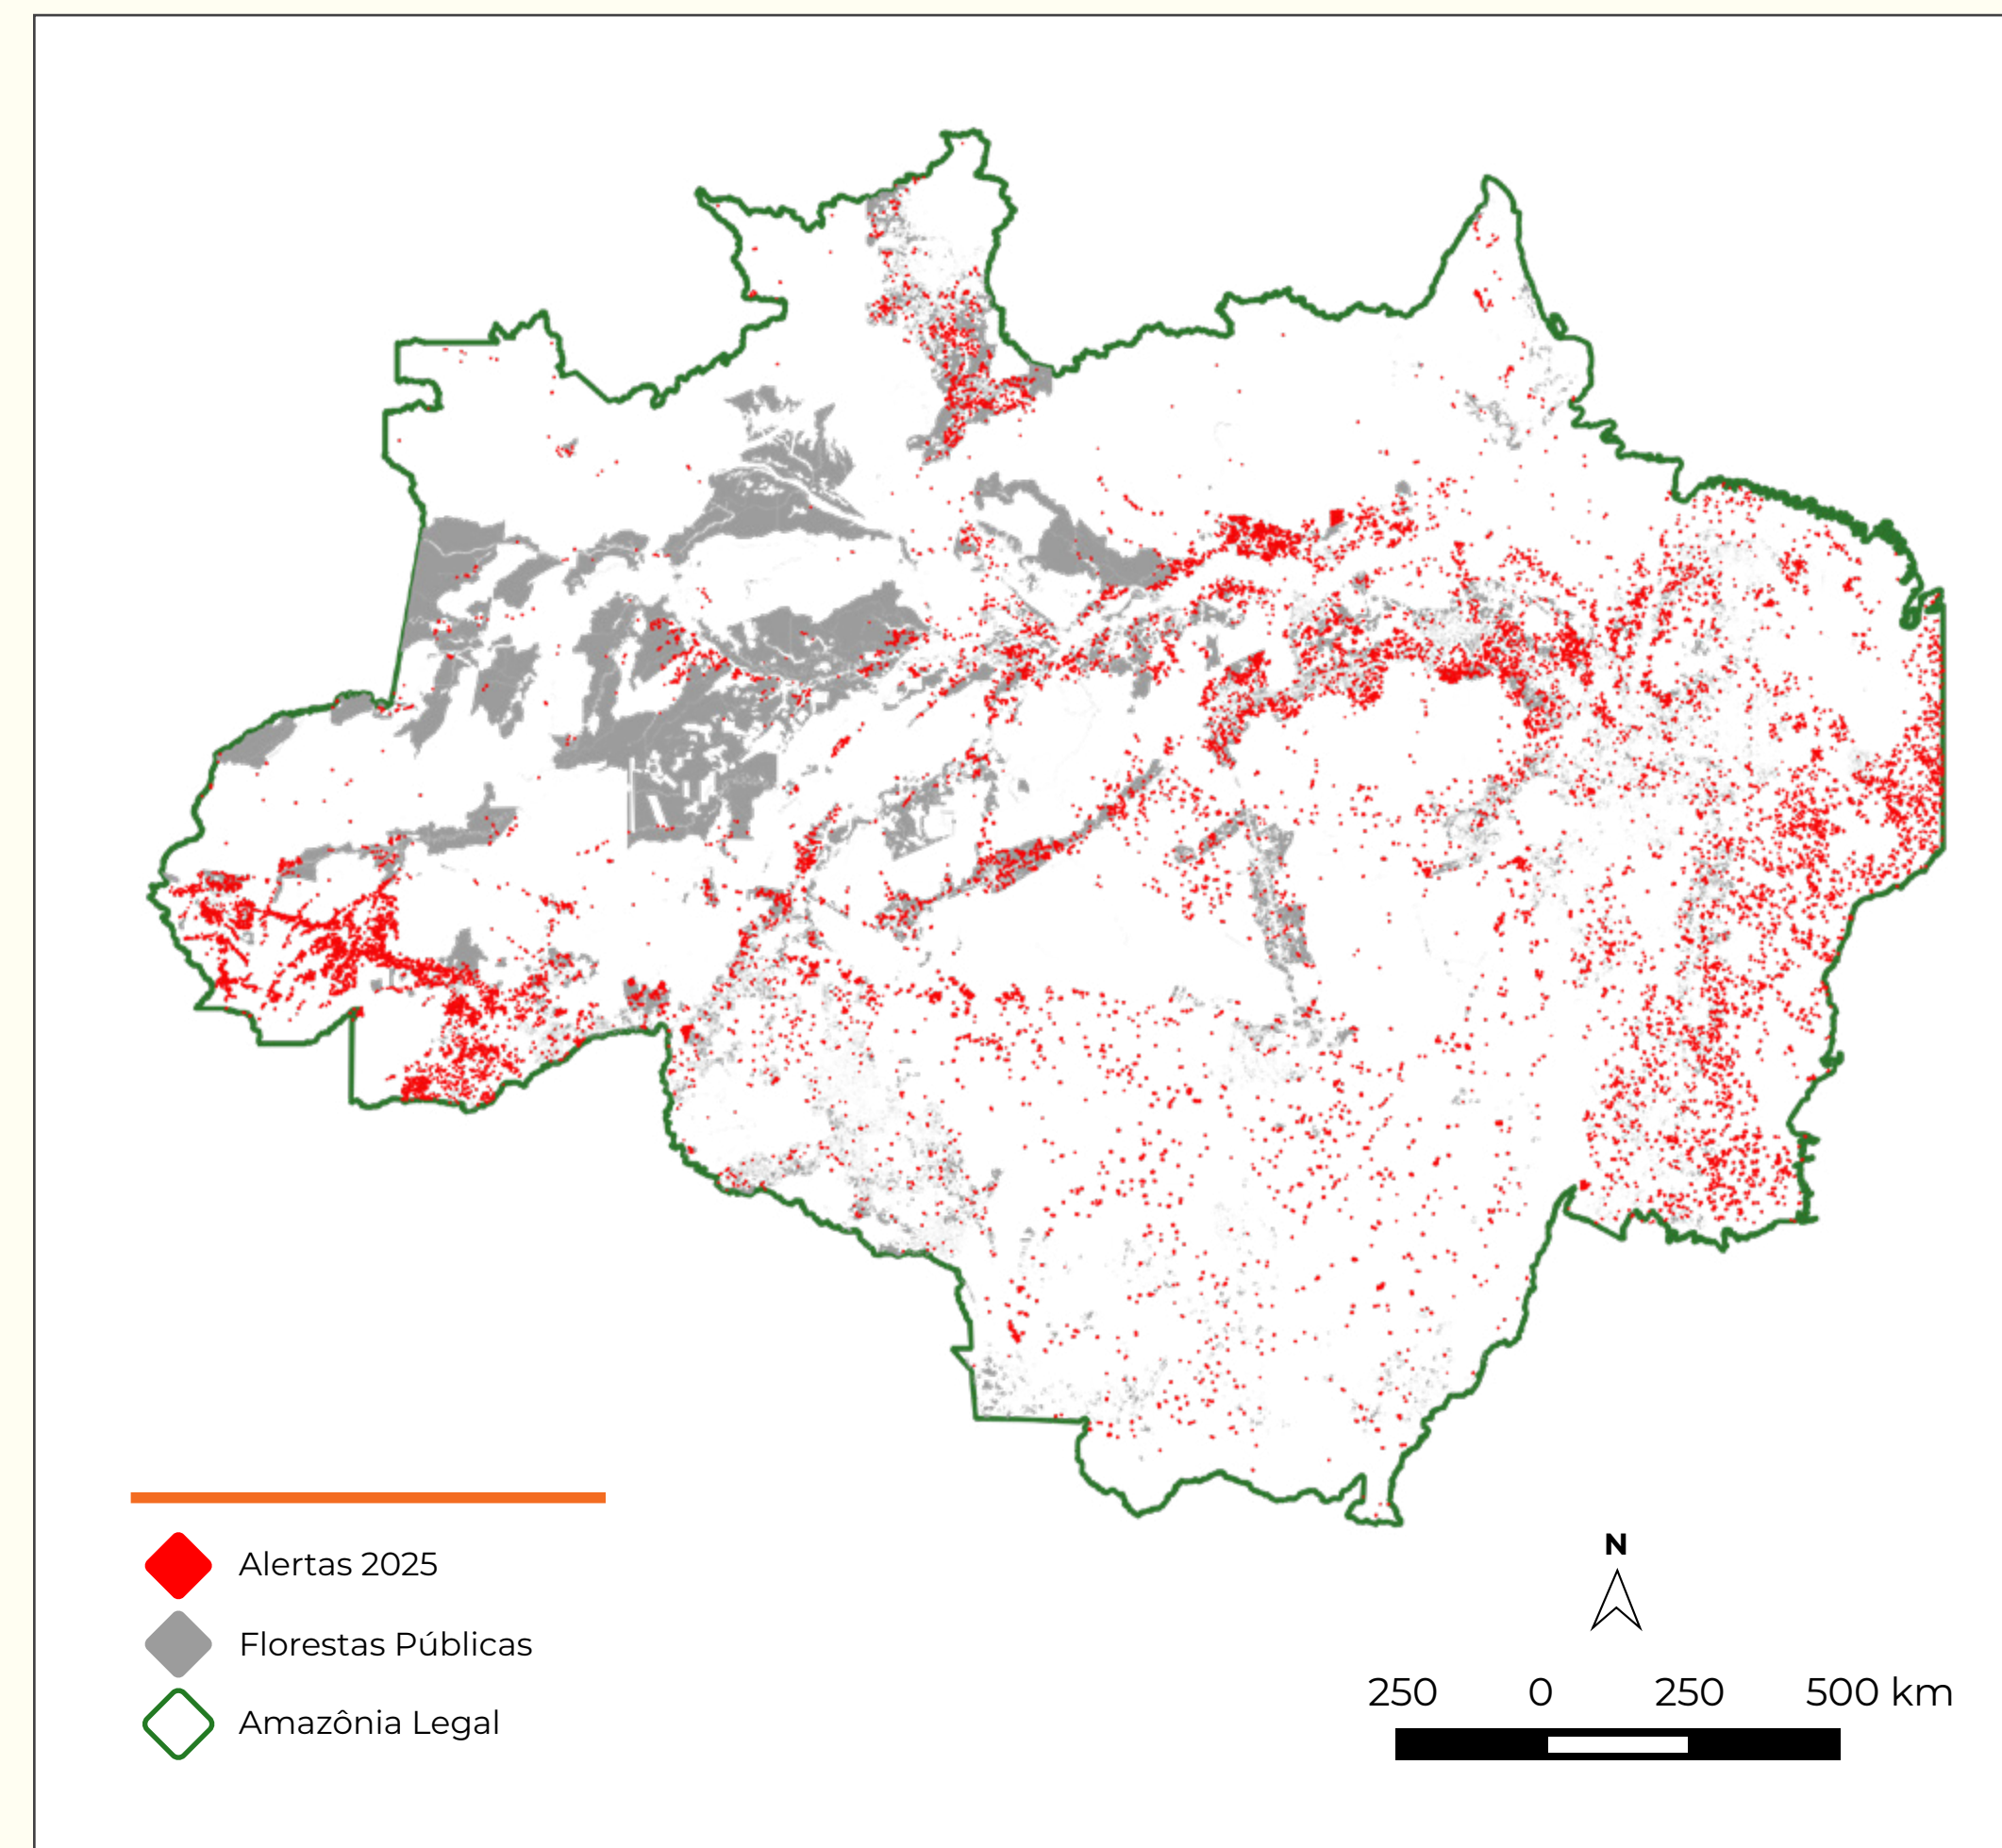 Alertas 2025
Florestas Públicas
Amazônia Legal
N
250 0 250 500 km